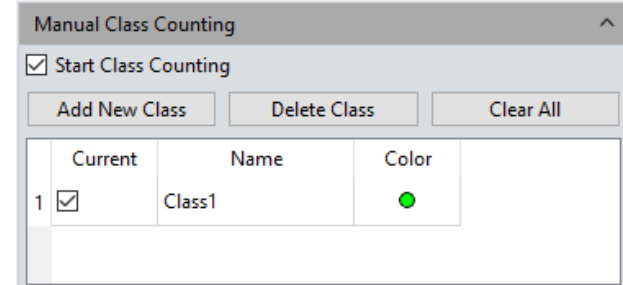 Manual Class Counting
Start Class Counting
Add New Class Delete Class Clear All
Current Name Color
1 Class1